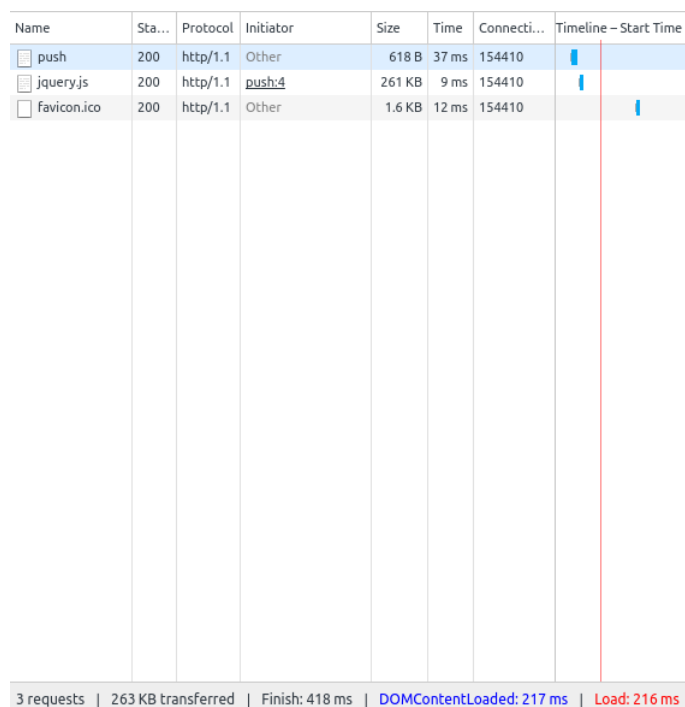 Name Sta... Protocol Initiator Size Time Connecti... Timeline – Start Time
push 200 http/1.1 Other 618 B 37 ms 154410
jquery.js 200 http/1.1 push:4 261 KB 9 ms 154410
favicon.ico 200 http/1.1 Other 1.6 KB 12 ms 154410
3 requests | 263 KB transferred | Finish: 418 ms | DOMContentLoaded: 217 ms | Load: 216 ms